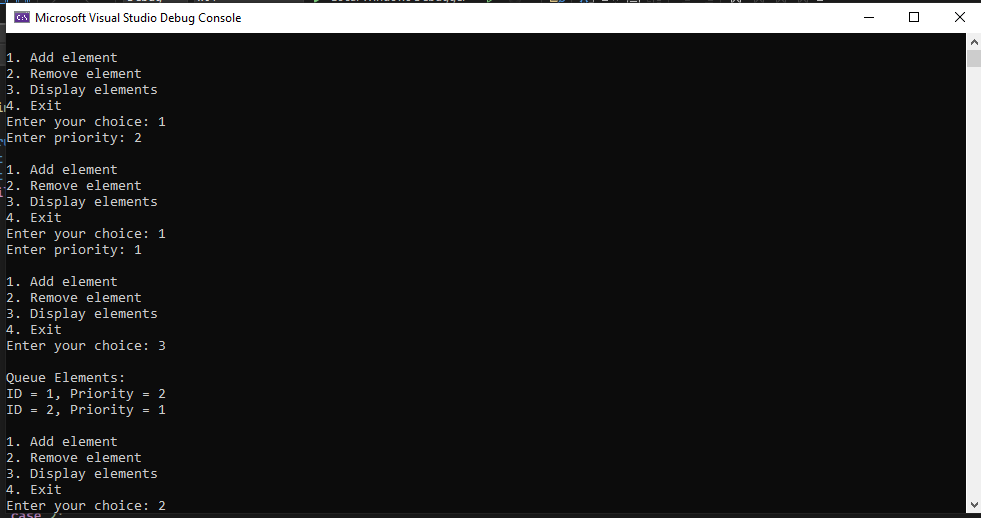 Microsoft Visual Studio Debug Console
1. Add element
2. Remove element
3. Display elements
4. Exit
Enter your choice: 1
Enter priority: 2
1. Add element
2. Remove element
3. Display elements
4. Exit
Enter your choice: 1
Enter priority: 1
1. Add element
2. Remove element
3. Display elements
4. Exit
Enter your choice: 3
Queue Elements:
ID = 1, Priority = 2
ID = 2, Priority = 1
1. Add element
2. Remove element
3. Display elements
4. Exit
Enter your choice: 2